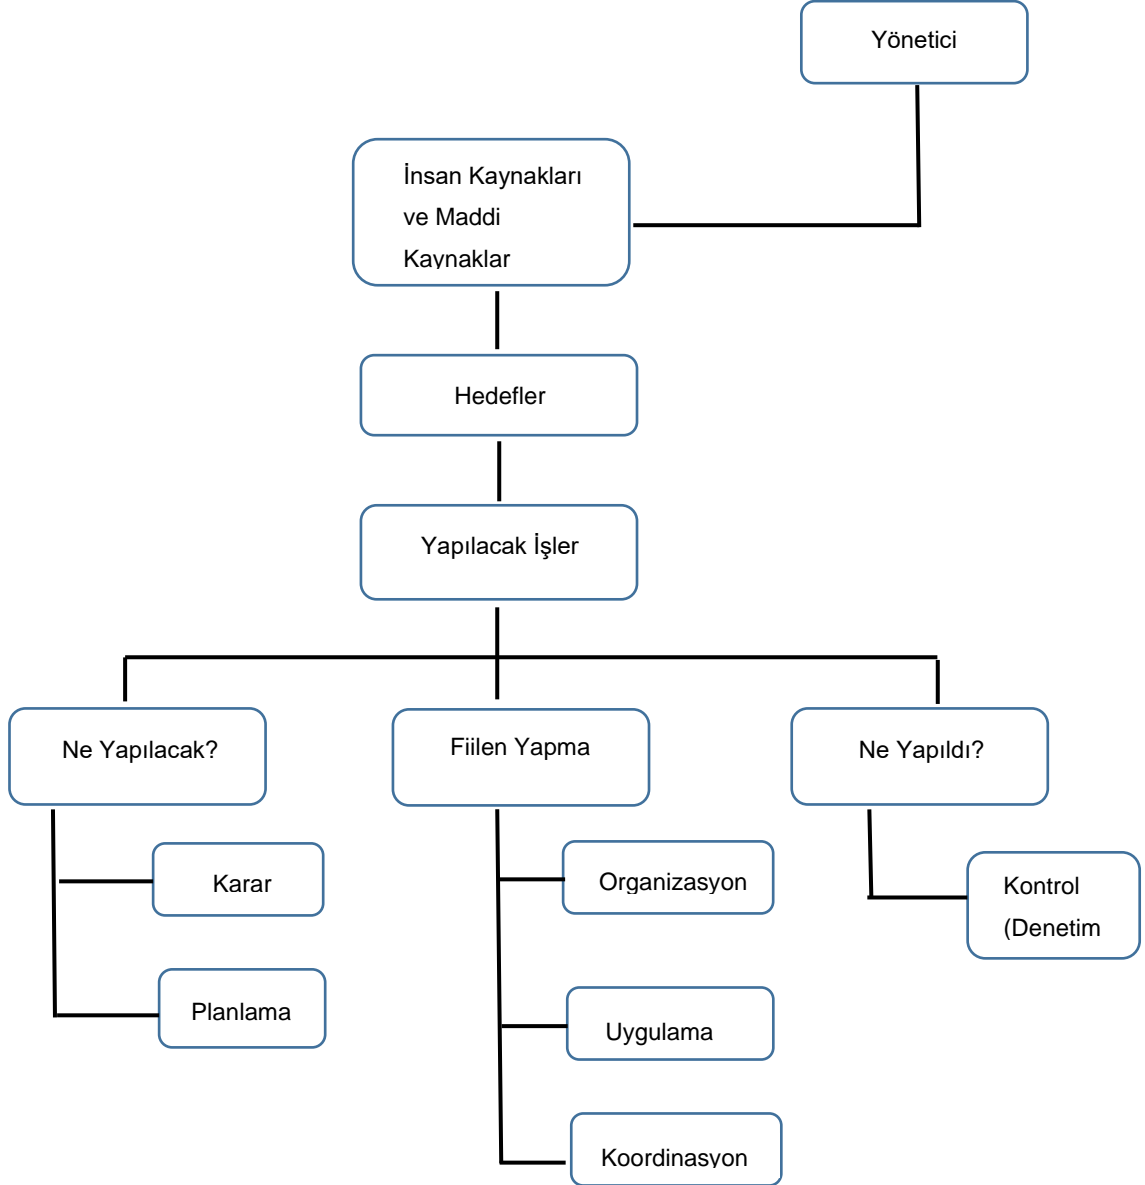 Yönetici
İnsan Kaynakları
ve Maddi
Kaynaklar
Hedefler
Yapılacak İşler
Ne Yapılacak?
Fiilen Yapma
Ne Yapıldı?
Karar
Planlama
Organizasyon
Uygulama
Koordinasyon
Kontrol
(Denetim